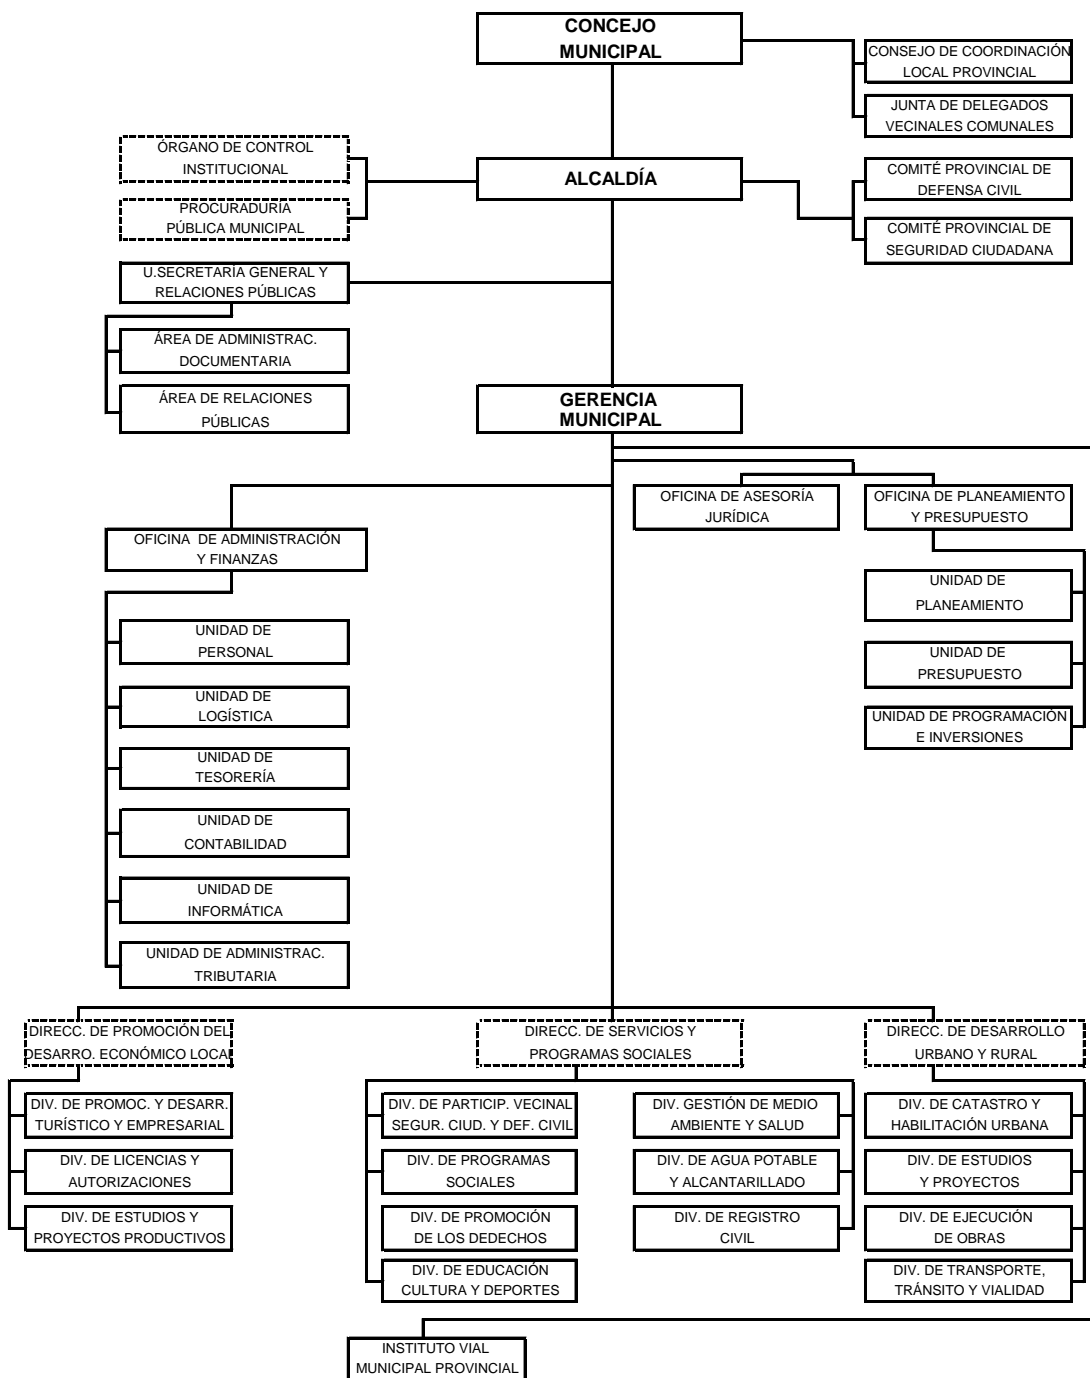 CONCEJO
MUNICIPAL
CONSEJO DE COORDINACIÓN
LOCAL PROVINCIAL
JUNTA DE DELEGADOS
VECINALES COMUNALES
ÓRGANO DE CONTROL
INSTITUCIONAL
ALCALDÍA
COMITÉ PROVINCIAL DE
DEFENSA CIVIL
PROCURADURÍA
PÚBLICA MUNICIPAL
COMITÉ PROVINCIAL DE
SEGURIDAD CIUDADANA
U.SECRETARÍA GENERAL Y
RELACIONES PÚBLICAS
ÁREA DE ADMINISTRAC.
DOCUMENTARIA
ÁREA DE RELACIONES
PÚBLICAS
GERENCIA
MUNICIPAL
OFICINA DE ASESORÍA
JURÍDICA
OFICINA DE PLANEAMIENTO
Y PRESUPUESTO
OFICINA DE ADMINISTRACIÓN
Y FINANZAS
UNIDAD DE
PLANEAMIENTO
UNIDAD DE
PRESUPUESTO
UNIDAD DE PROGRAMACIÓN
E INVERSIONES
UNIDAD DE
PERSONAL
UNIDAD DE
LOGÍSTICA
UNIDAD DE
TESORERÍA
UNIDAD DE
CONTABILIDAD
UNIDAD DE
INFORMÁTICA
UNIDAD DE ADMINISTRAC.
TRIBUTARIA
DIRECC. DE PROMOCIÓN DEL
DESARRO. ECONÓMICO LOCAL
DIRECC. DE SERVICIOS Y
PROGRAMAS SOCIALES
DIRECC. DE DESARROLLO
URBANO Y RURAL
DIV. DE PROMOC. Y DESARR.
TURÍSTICO Y EMPRESARIAL
DIV. DE LICENCIAS Y
AUTORIZACIONES
DIV. DE ESTUDIOS Y
PROYECTOS PRODUCTIVOS
DIV. DE PARTICIP. VECINAL
SEGUR. CIUD. Y DEF. CIVIL
DIV. DE PROGRAMAS
SOCIALES
DIV. DE PROMOCIÓN
DE LOS DEDECHOS
DIV. DE EDUCACIÓN
CULTURA Y DEPORTES
DIV. GESTIÓN DE MEDIO
AMBIENTE Y SALUD
DIV. DE AGUA POTABLE
Y ALCANTARILLADO
DIV. DE REGISTRO
CIVIL
DIV. DE CATASTRO Y
HABILITACIÓN URBANA
DIV. DE ESTUDIOS
Y PROYECTOS
DIV. DE EJECUCIÓN
DE OBRAS
DIV. DE TRANSPORTE,
TRÁNSITO Y VIALIDAD
INSTITUTO VIAL
MUNICIPAL PROVINCIAL